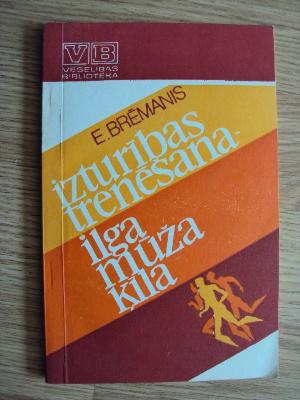 VB
VESELĪBAS
BIBLIOTĒKA
E. BRĒMANIS
izturības
trenēšana-
ilga
mūža
ķīla